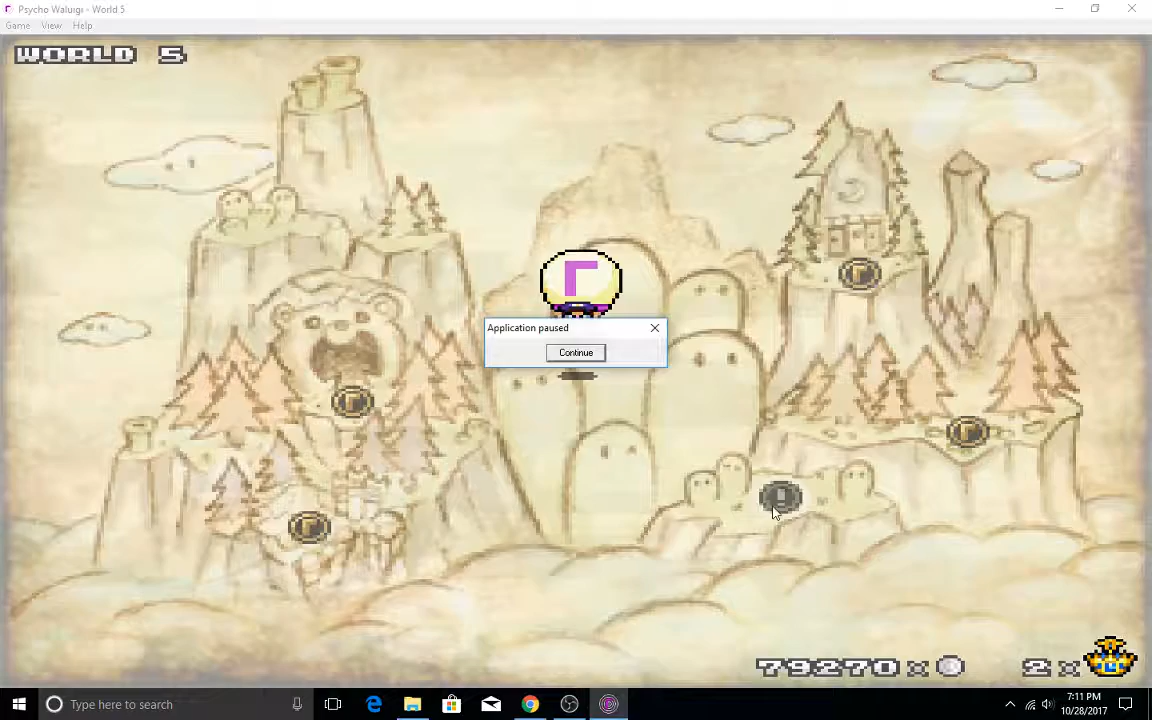 Psycho Waluigi - World 5
Game View Help
WORLD 5
Application paused
Continue
79270 x 2 x
Type here to search
7:11 PM
10/28/2017